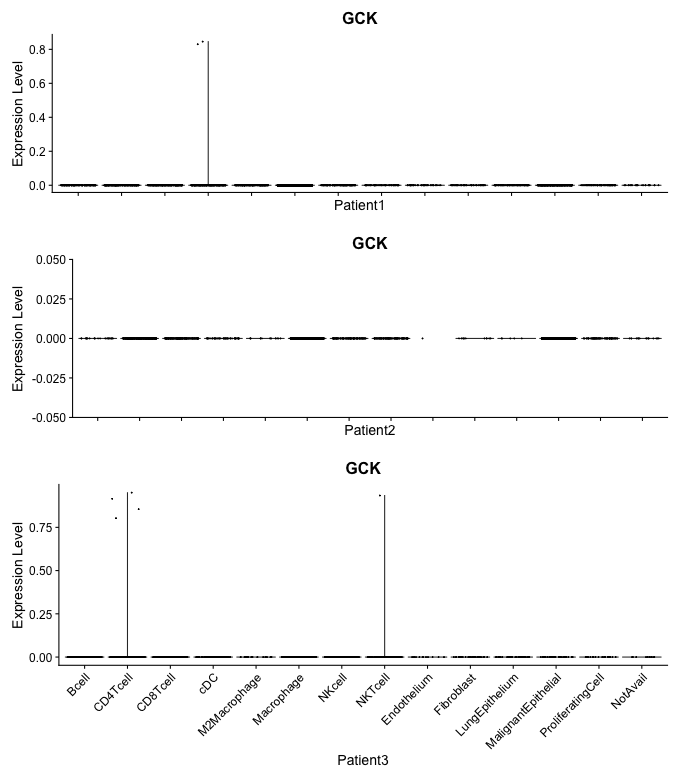 GCK
Expression Level
0.8
0.6
0.4
0.2
0.0
Patient1
GCK
Expression Level
0.050
0.025
0.000
-0.025
-0.050
Patient2
GCK
Expression Level
0.75
0.50
0.25
0.00
Bcell
CD4Tcell
CD8Tcell
cDC
M2Macrophage
Macrophage
NKcell
NKTcell
Endothelium
Fibroblast
LungEpithelium
MalignantEpithelial
ProliferatingCell
NotAvail
Patient3